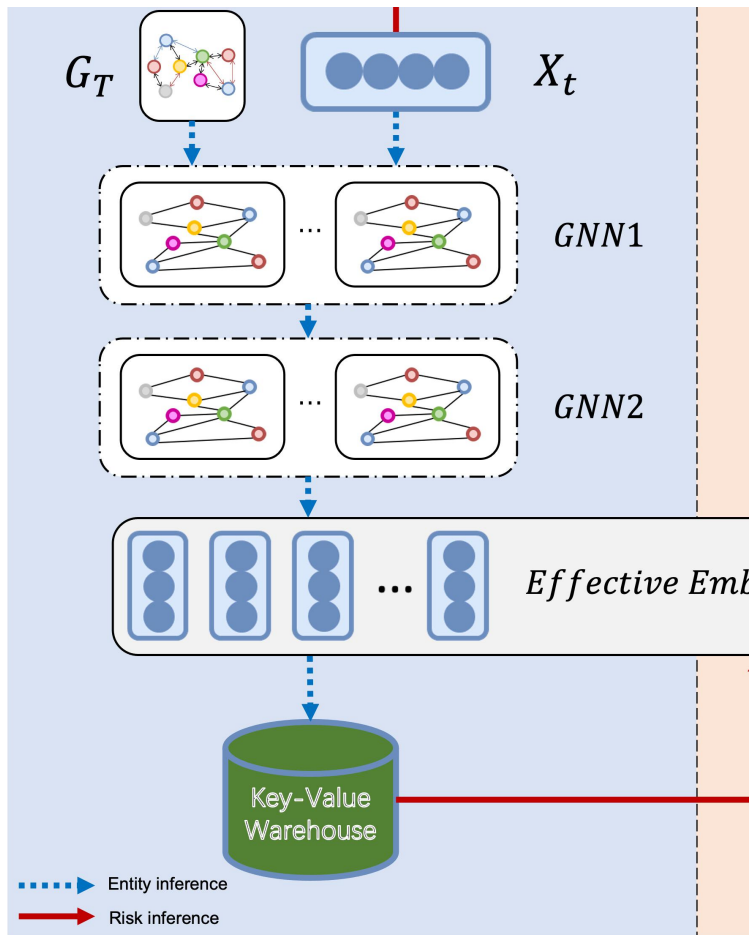 G_T
X_t
...
GNN1
...
GNN2
... Effective Emb
Key-Value
Warehouse
Entity inference
Risk inference